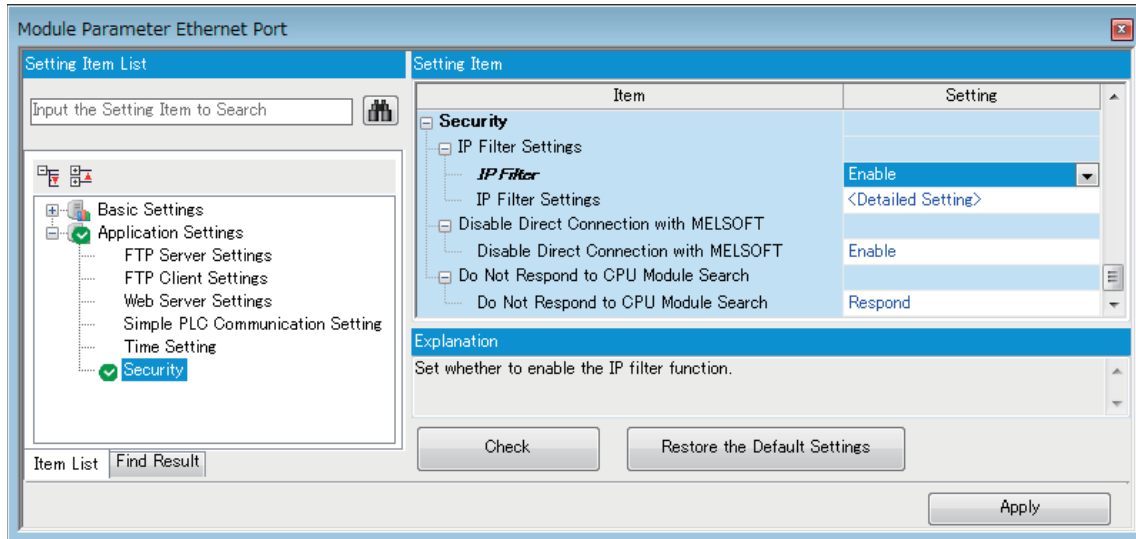 Module Parameter Ethernet Port
Setting Item List
Input the Setting Item to Search
Basic Settings
Application Settings
FTP Server Settings
FTP Client Settings
Web Server Settings
Simple PLC Communication Setting
Time Setting
Security
Item List Find Result
Setting Item
Item Setting
Security
IP Filter Settings
IP Filter Enable
IP Filter Settings <Detailed Setting>
Disable Direct Connection with MELSOFT
Disable Direct Connection with MELSOFT Enable
Do Not Respond to CPU Module Search
Do Not Respond to CPU Module Search Respond
Explanation
Set whether to enable the IP filter function.
Check Restore the Default Settings
Apply